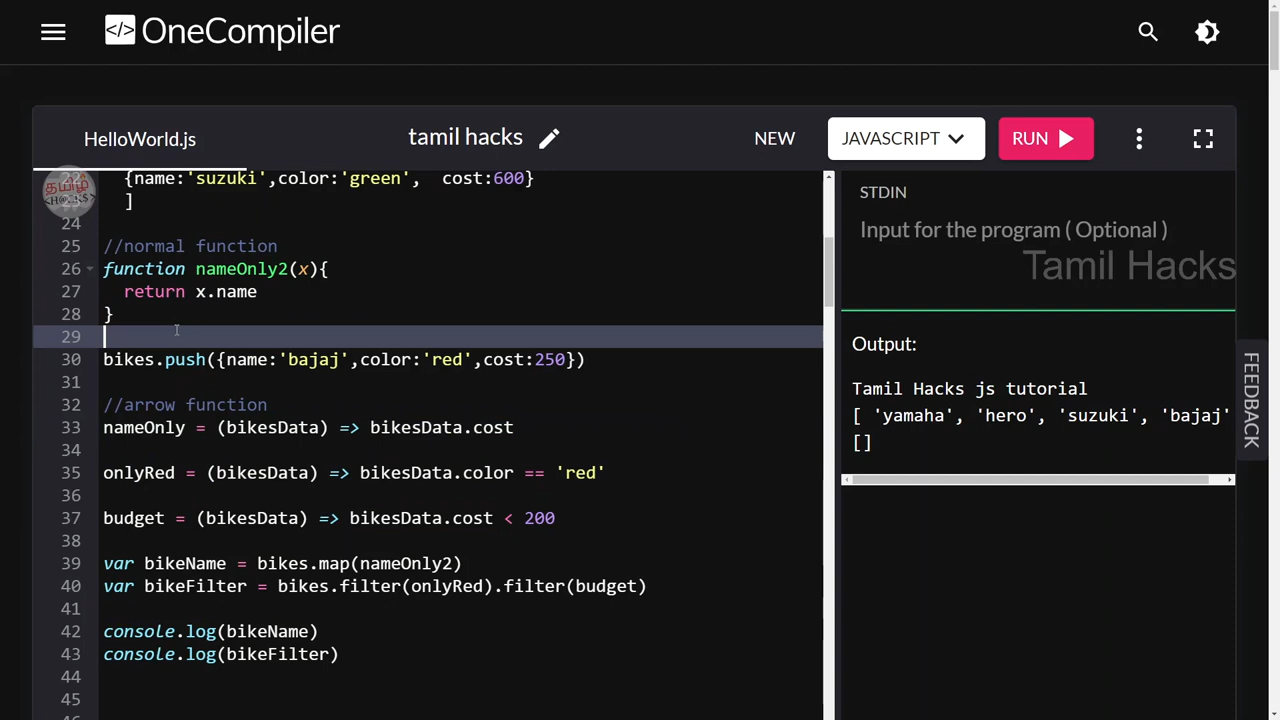 </> OneCompiler
HelloWorld.js
tamil hacks
NEW
JAVASCRIPT
RUN
தமிழ்
<H@CKS>
{name:'suzuki',color:'green',  cost:600}
]
24
25 //normal function
26 function nameOnly2(x){
27   return x.name
28 }
29
30 bikes.push({name:'bajaj',color:'red',cost:250})
31
32 //arrow function
33 nameOnly = (bikesData) => bikesData.cost
34
35 onlyRed = (bikesData) => bikesData.color == 'red'
36
37 budget = (bikesData) => bikesData.cost < 200
38
39 var bikeName = bikes.map(nameOnly2)
40 var bikeFilter = bikes.filter(onlyRed).filter(budget)
41
42 console.log(bikeName)
43 console.log(bikeFilter)
44
45
STDIN
Input for the program ( Optional )
Tamil Hacks
Output:
Tamil Hacks js tutorial
[ 'yamaha', 'hero', 'suzuki', 'bajaj'
[]
FEEDBACK